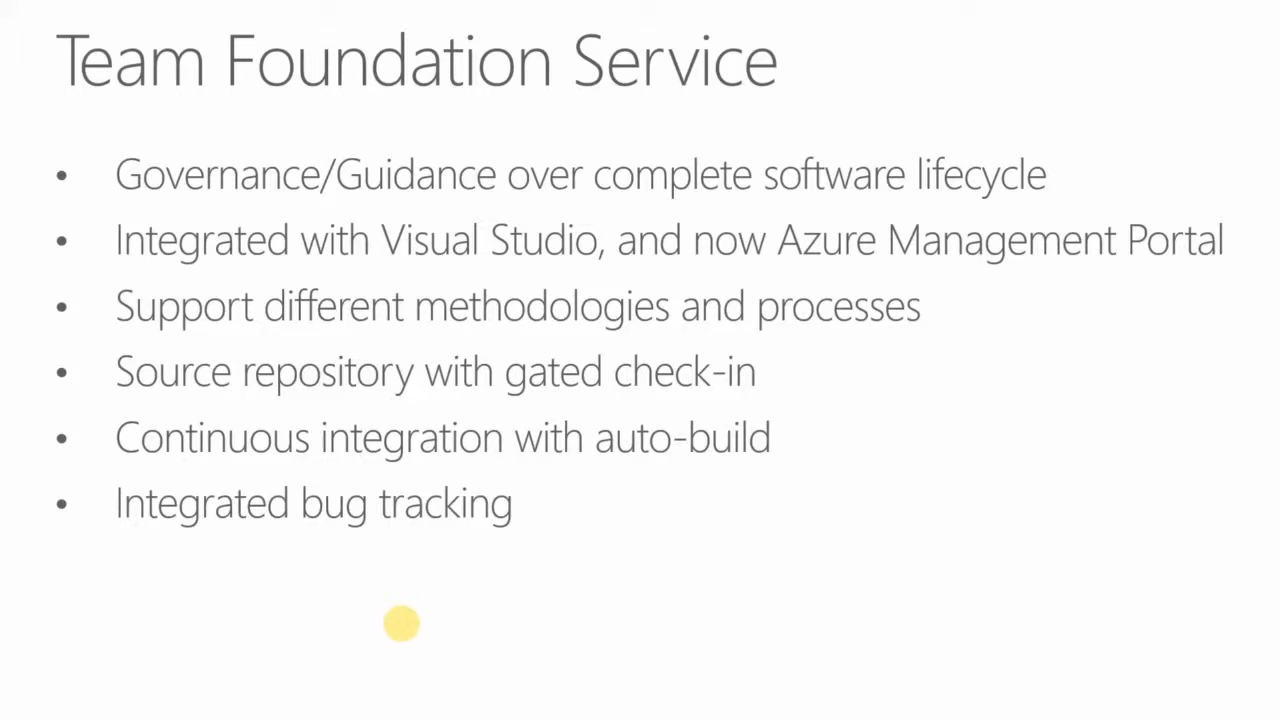 Team Foundation Service
• Governance/Guidance over complete software lifecycle
• Integrated with Visual Studio, and now Azure Management Portal
• Support different methodologies and processes
• Source repository with gated check-in
• Continuous integration with auto-build
• Integrated bug tracking